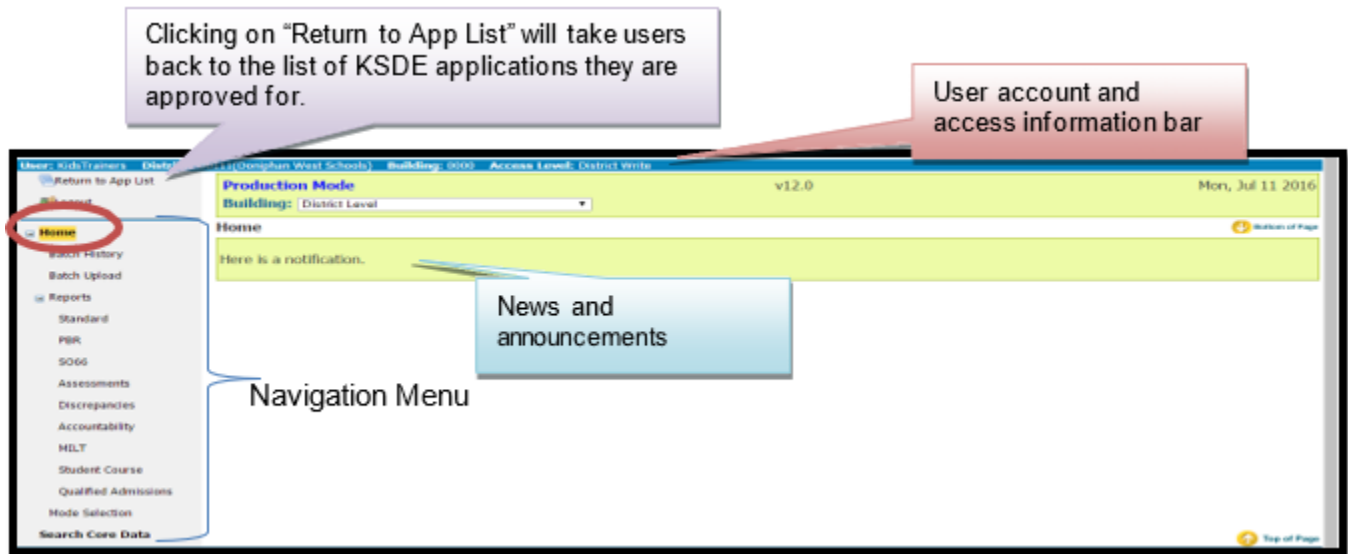 Clicking on “Return to App List” will take users
back to the list of KSDE applications they are
approved for.
User account and
access information bar
User: KidsTrainers Distri 11(Doniphan West Schools) Building: 0000 Access Level: District Write
Return to App List
Logout
Production Mode v12.0 Mon, Jul 11 2016
Building: District Level
Home
Home
Bottom of Page
Batch History
Here is a notification.
Batch Upload
Reports
News and
announcements
Standard
PBR
SO66
Assessments
Navigation Menu
Discrepancies
Accountability
MILT
Student Course
Qualified Admissions
Mode Selection
Search Core Data
Top of Page